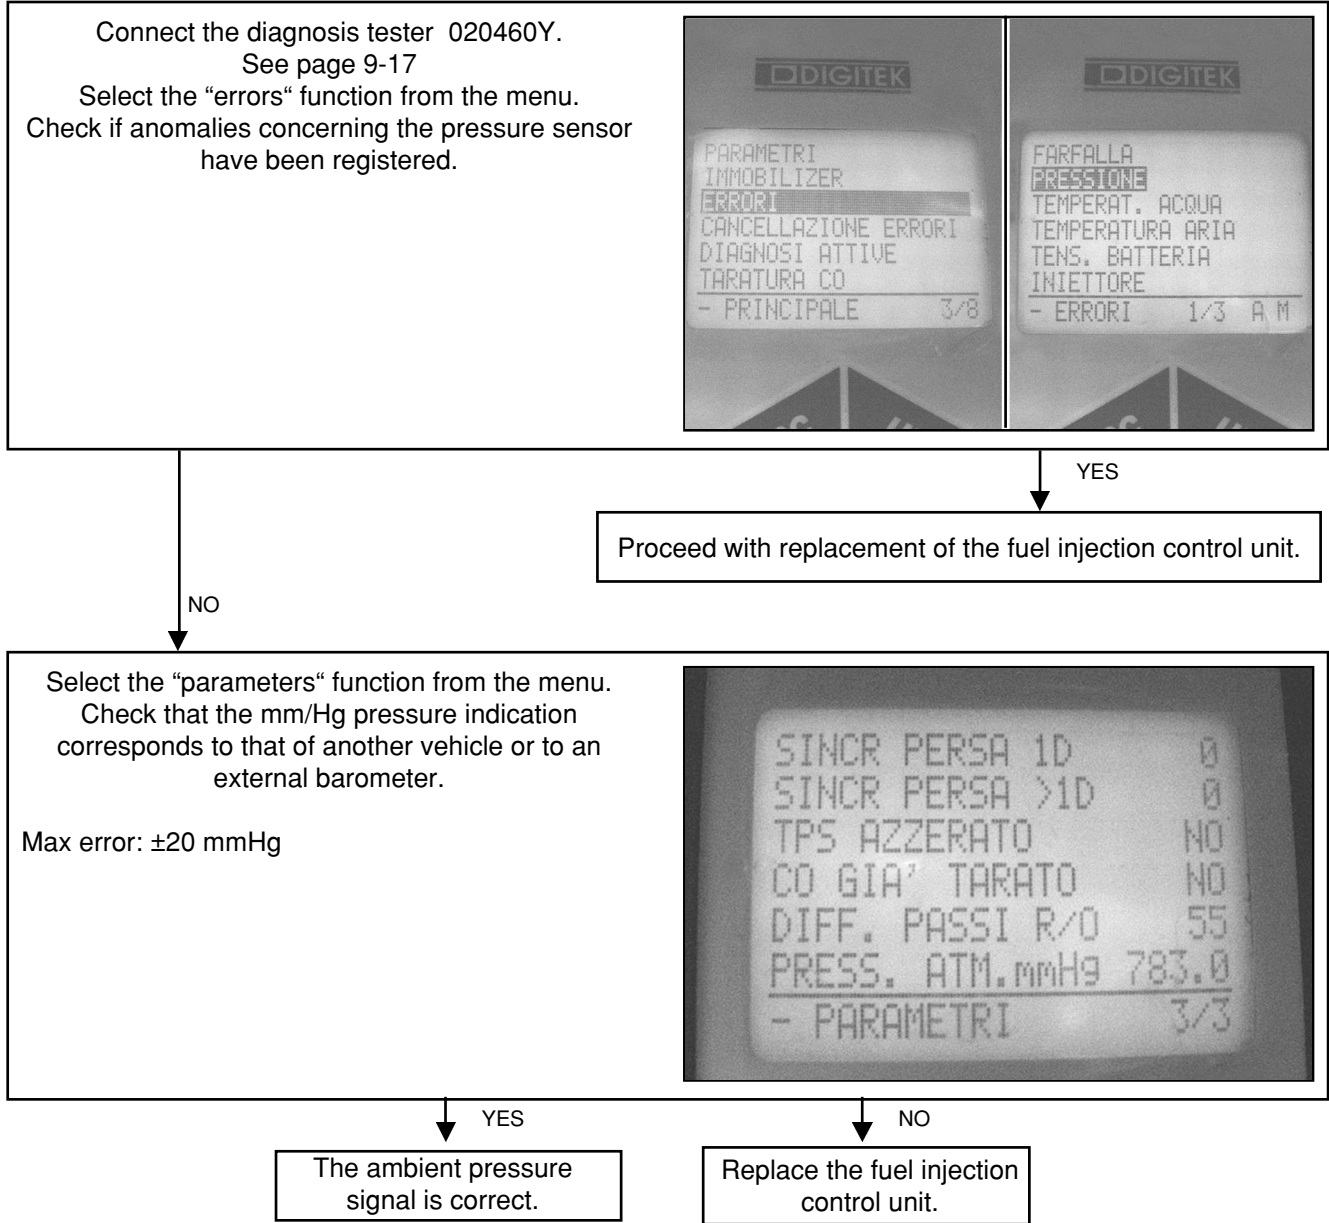 Connect the diagnosis tester 020460Y.
See page 9-17
Select the “errors“ function from the menu.
Check if anomalies concerning the pressure sensor
have been registered.
DIGITEK
PARAMETRI
IMMOBILIZER
ERRORI
CANCELLAZIONE ERRORI
DIAGNOSI ATTIVE
TARATURA CO
- PRINCIPALE 3/8
DIGITEK
FARFALLA
PRESSIONE
TEMPERAT. ACQUA
TEMPERATURA ARIA
TENS. BATTERIA
INIETTORE
- ERRORI 1/3 A M
YES
Proceed with replacement of the fuel injection control unit.
NO
Select the “parameters“ function from the menu.
Check that the mm/Hg pressure indication
corresponds to that of another vehicle or to an
external barometer.
Max error: ±20 mmHg
SINCR PERSA 1D 0
SINCR PERSA >1D 0
TPS AZZERATO NO
CO GIA' TARATO NO
DIFF. PASSI R/O 55
PRESS. ATM.mmHg 783.0
- PARAMETRI 3/3
YES
The ambient pressure
signal is correct.
NO
Replace the fuel injection
control unit.